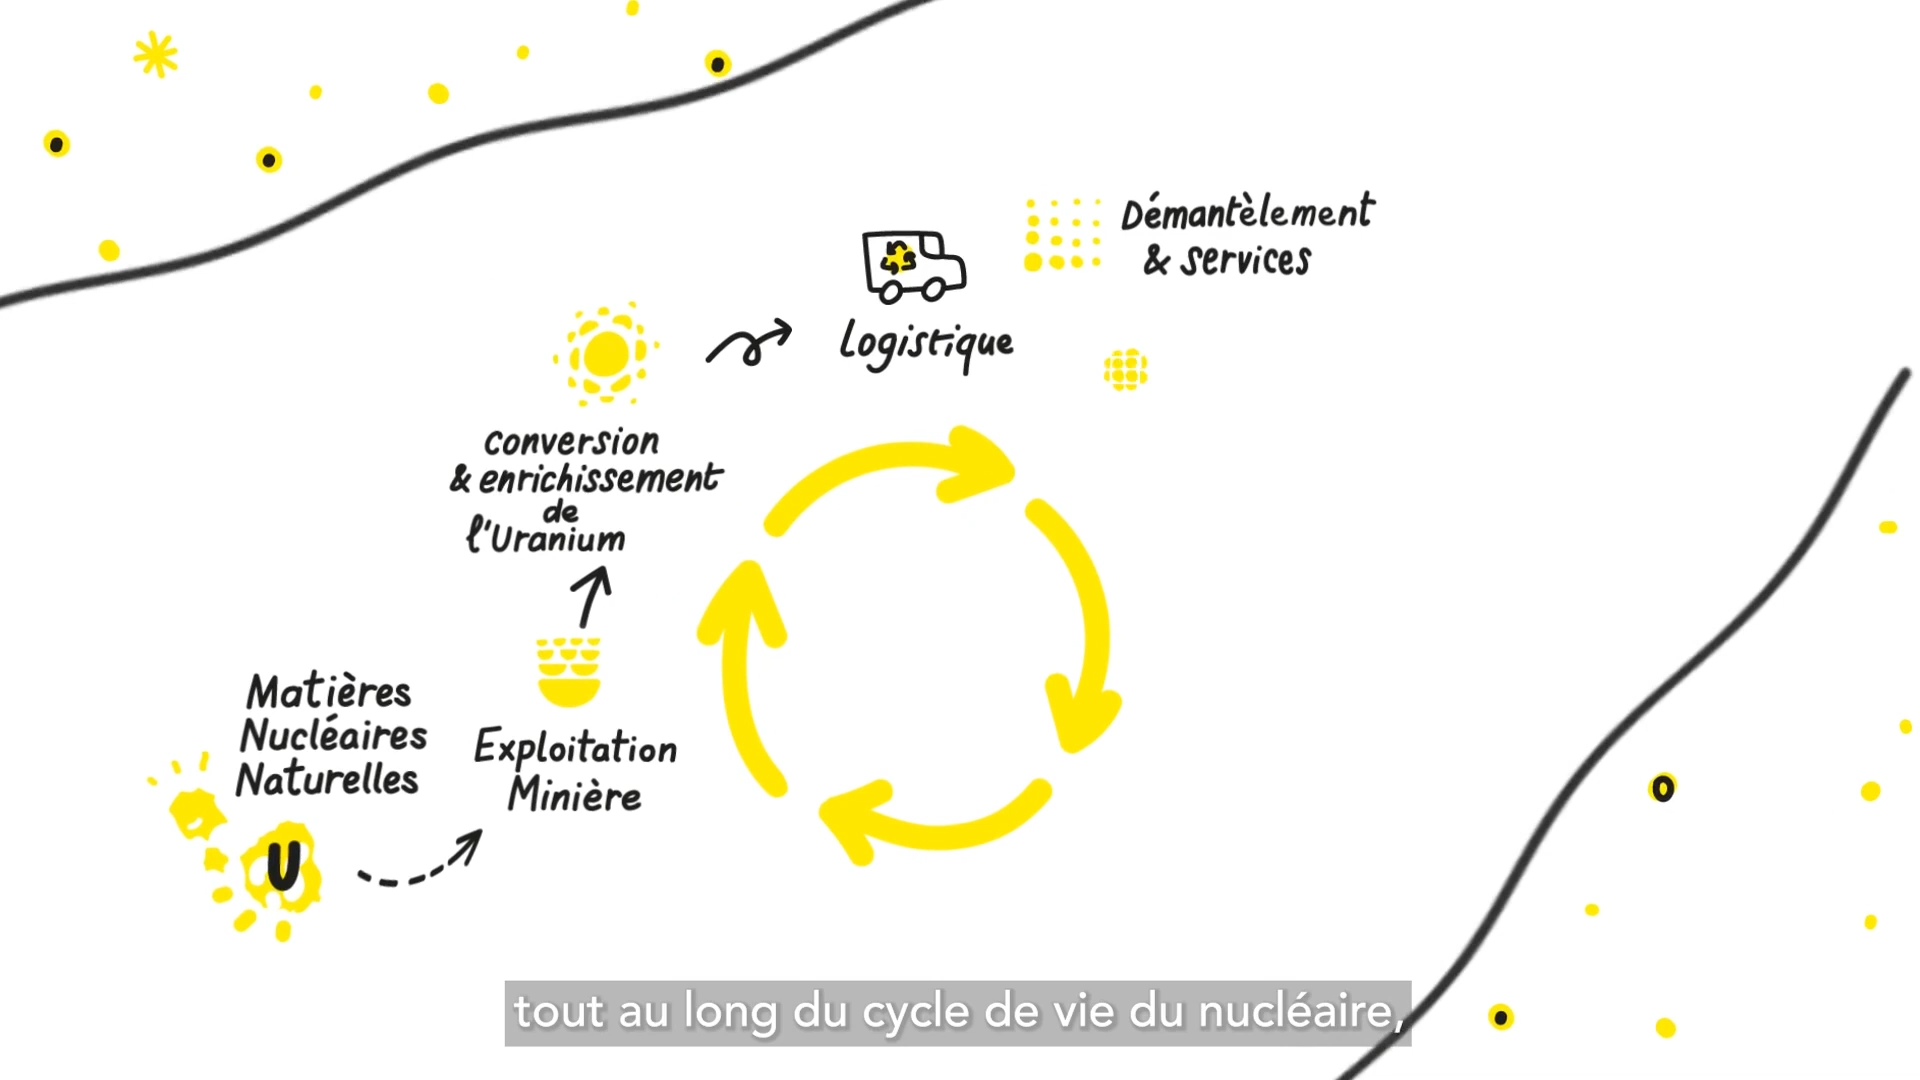 Démantèlement
& services
Logistique
conversion
& enrichissement
de
l'Uranium
Matières
Nucléaires
Naturelles
U
Exploitation
Minière
tout au long du cycle de vie du nucléaire,